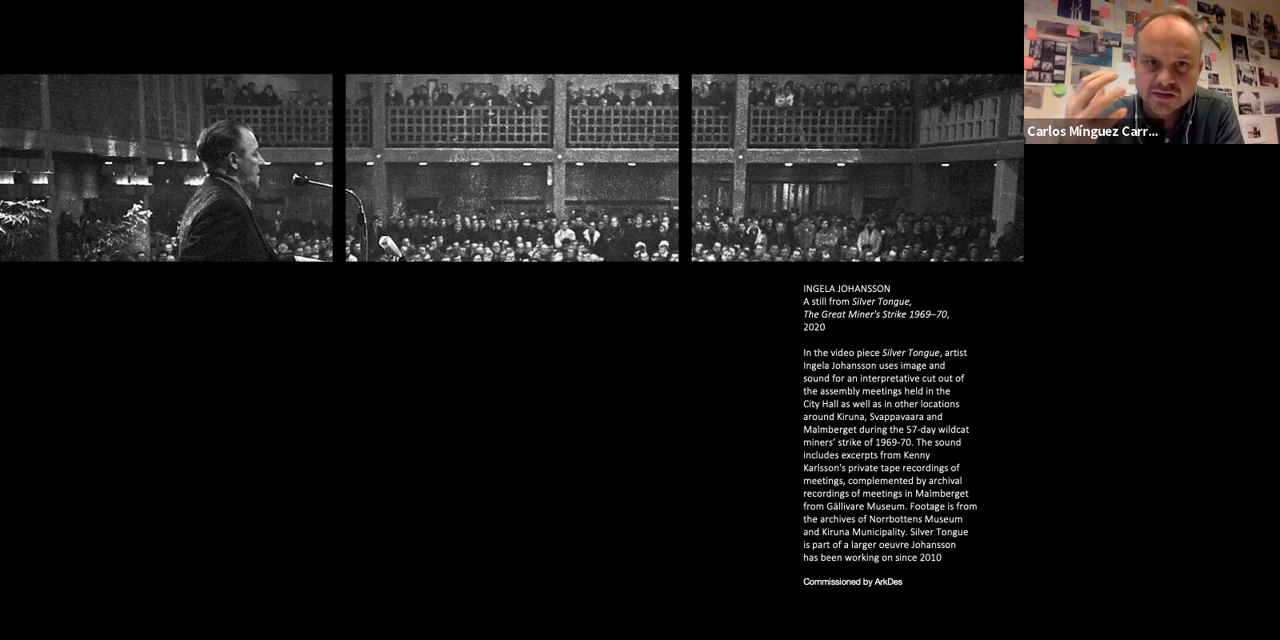 Carlos Mínguez Carr...
INGELA JOHANSSON
A still from Silver Tongue,
The Great Miner's Strike 1969–70,
2020
In the video piece Silver Tongue, artist
Ingela Johansson uses image and
sound for an interpretative cut out of
the assembly meetings held in the
City Hall as well as in other locations
around Kiruna, Svappavaara and
Malmberget during the 57-day wildcat
miners’ strike of 1969-70. The sound
includes excerpts from Kenny
Karlsson's private tape recordings of
meetings, complemented by archival
recordings of meetings in Malmberget
from Gällivare Museum. Footage is from
the archives of Norrbottens Museum
and Kiruna Municipality. Silver Tongue
is part of a larger oeuvre Johansson
has been working on since 2010
Commissioned by ArkDes